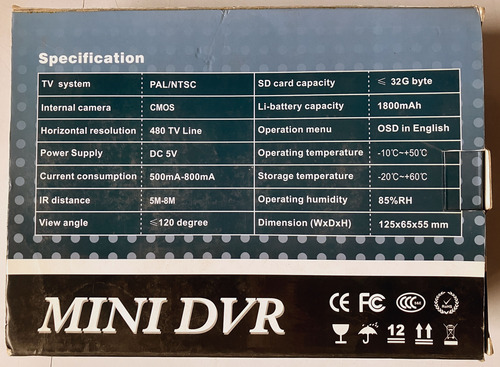 Specification
TV system PAL/NTSC SD card capacity ≤ 32G byte
Internal camera CMOS Li-battery capacity 1800mAh
Horizontal resolution 480 TV Line Operation menu OSD in English
Power Supply DC 5V Operating temperature -10℃~+50℃
Current consumption 500mA-800mA Storage temperature -20℃~+60℃
IR distance 5M-8M Operating humidity 85%RH
View angle ≤120 degree Dimension (WxDxH) 125x65x55 mm
MINI DVR
CE FC CCC RoHS
12